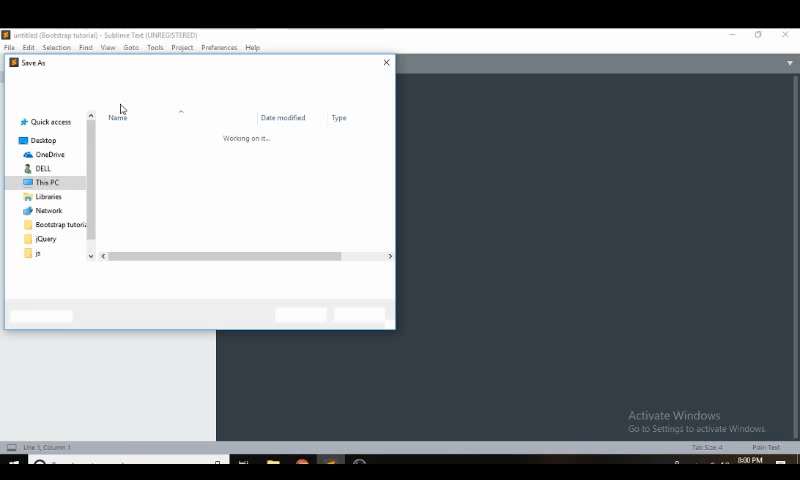 untitled (Bootstrap tutorial) - Sublime Text (UNREGISTERED)
File Edit Selection Find View Goto Tools Project Preferences Help
Save As
Name Date modified Type
Working on it...
Quick access
Desktop
OneDrive
DELL
This PC
Libraries
Network
Bootstrap tutoria
jQuery
js
Activate Windows
Go to Settings to activate Windows.
Line 1, Column 1 Tab Size: 4 Plain Text
8:00 PM